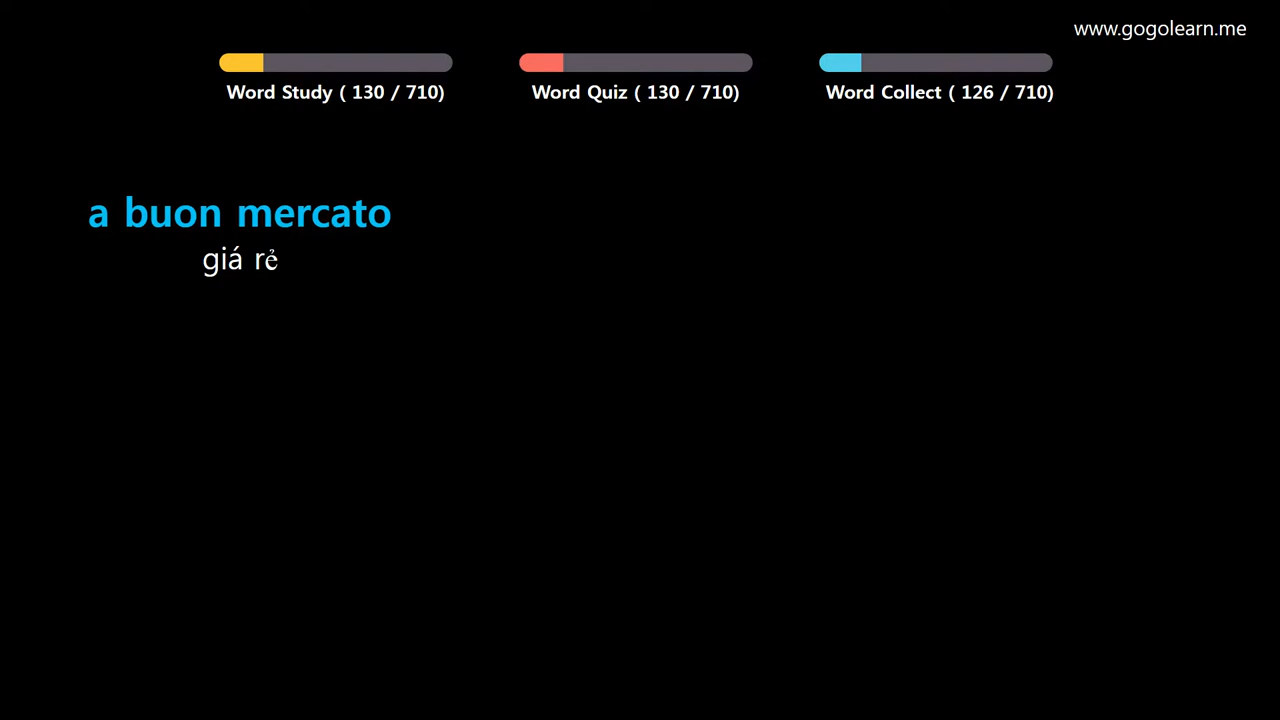 www.gogolearn.me
Word Study ( 130 / 710)
Word Quiz ( 130 / 710)
Word Collect ( 126 / 710)
a buon mercato
giá rẻ